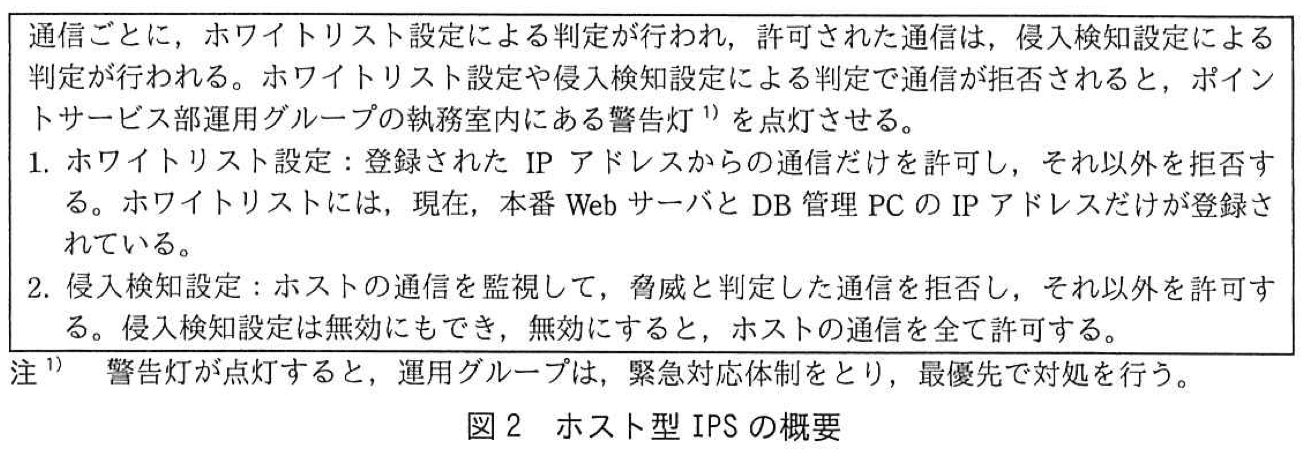 通信ごとに，ホワイトリスト設定による判定が行われ，許可された通信は，侵入検知設定による
判定が行われる。ホワイトリスト設定や侵入検知設定による判定で通信が拒否されると，ポイン
トサービス部運用グループの執務室内にある警告灯1)を点灯させる。
1. ホワイトリスト設定：登録された IP アドレスからの通信だけを許可し，それ以外を拒否す
る。ホワイトリストには，現在，本番 Web サーバと DB 管理 PC の IP アドレスだけが登録さ
れている。
2. 侵入検知設定：ホストの通信を監視して，脅威と判定した通信を拒否し，それ以外を許可す
る。侵入検知設定は無効にもでき，無効にすると，ホストの通信を全て許可する。
注1) 警告灯が点灯すると，運用グループは，緊急対応体制をとり，最優先で対処を行う。
図2 ホスト型 IPS の概要